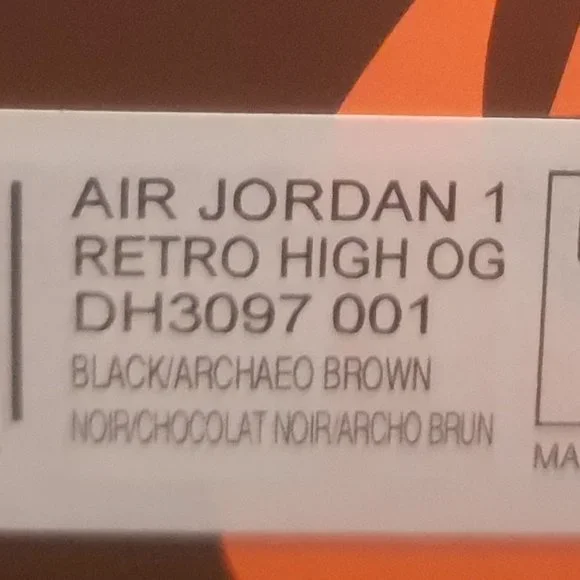 AIR JORDAN 1
RETRO HIGH OG
DH3097 001
BLACK/ARCHAEO BROWN
NOIR/CHOCOLAT NOIR/ARCHO BRUN
MA